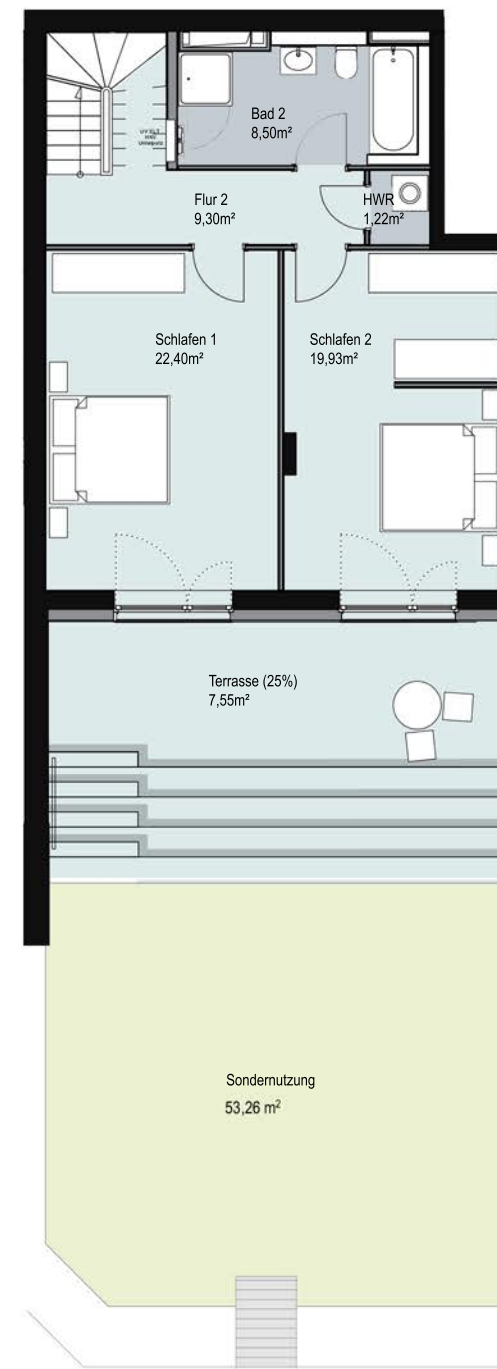 Bad 2
8,50m²
Flur 2
9,30m²
HWR
1,22m²
Schlafen 1
22,40m²
Schlafen 2
19,93m²
Terrasse (25%)
7,55m²
Sondernutzung
53,26 m²